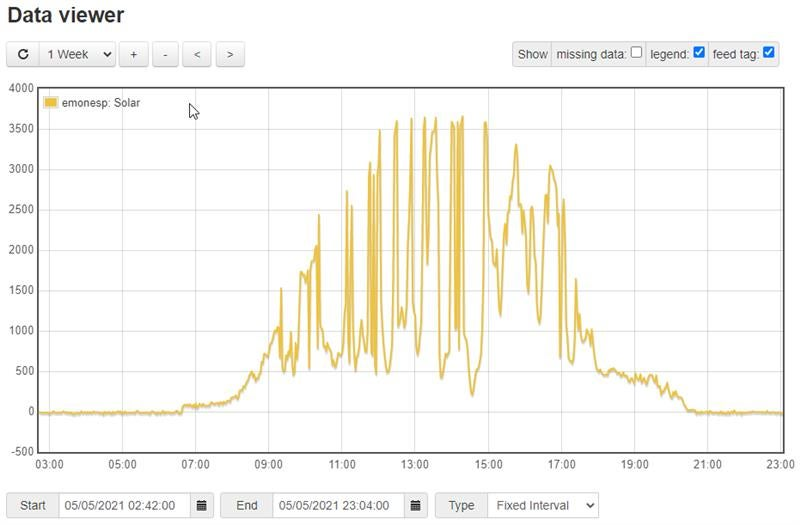 Data viewer
1 Week + - < > Show missing data: legend: feed tag:
4000
emonesp: Solar
3500
3000
2500
2000
1500
1000
500
0
-500
03:00 05:00 07:00 09:00 11:00 13:00 15:00 17:00 19:00 21:00 23:00
Start 05/05/2021 02:42:00 End 05/05/2021 23:04:00 Type Fixed Interval